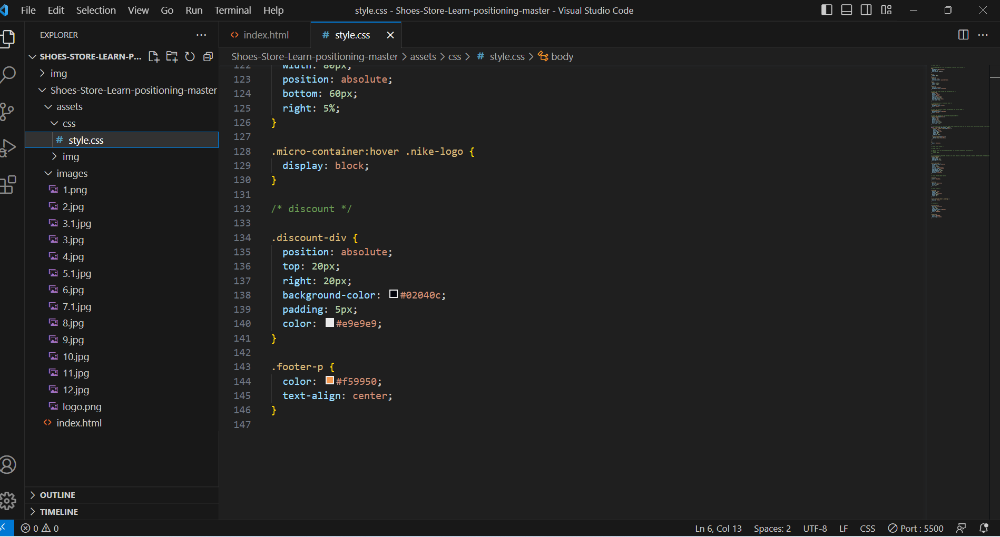 File Edit Selection View Go Run Terminal Help
style.css - Shoes-Store-Learn-positioning-master - Visual Studio Code
EXPLORER
SHOES-STORE-LEARN-P...
img
Shoes-Store-Learn-positioning-master
assets
css
# style.css
img
images
1.png
2.jpg
3.1.jpg
3.jpg
4.jpg
5.1.jpg
6.jpg
7.1.jpg
8.jpg
9.jpg
10.jpg
11.jpg
12.jpg
logo.png
<> index.html
OUTLINE
TIMELINE
<> index.html
# style.css
Shoes-Store-Learn-positioning-master > assets > css > # style.css > body
122 width: 80px;
123 position: absolute;
124 bottom: 60px;
125 right: 5%;
126 }
127
128 .micro-container:hover .nike-logo {
129 display: block;
130 }
131
132 /* discount */
133
134 .discount-div {
135 position: absolute;
136 top: 20px;
137 right: 20px;
138 background-color: #02040c;
139 padding: 5px;
140 color: #e9e9e9;
141 }
142
143 .footer-p {
144 color: #f59950;
145 text-align: center;
146 }
147
0 0
Ln 6, Col 13 Spaces: 2 UTF-8 LF CSS Port : 5500